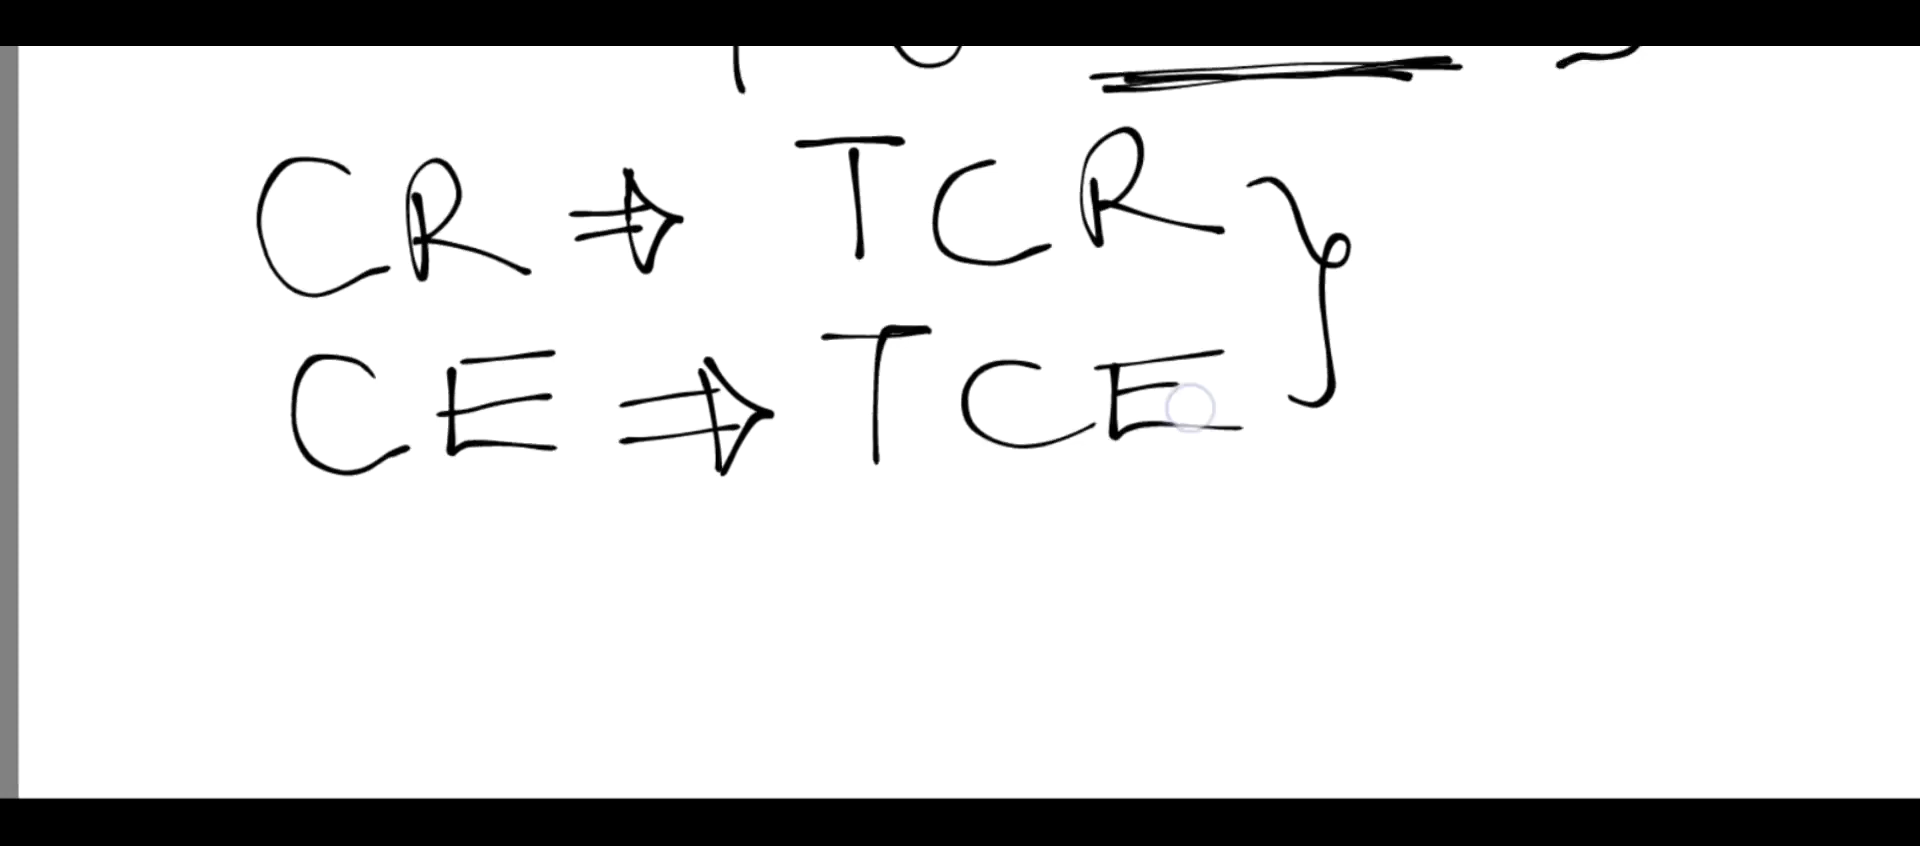 CR ⇒ TCR }
CE ⇒ TCE